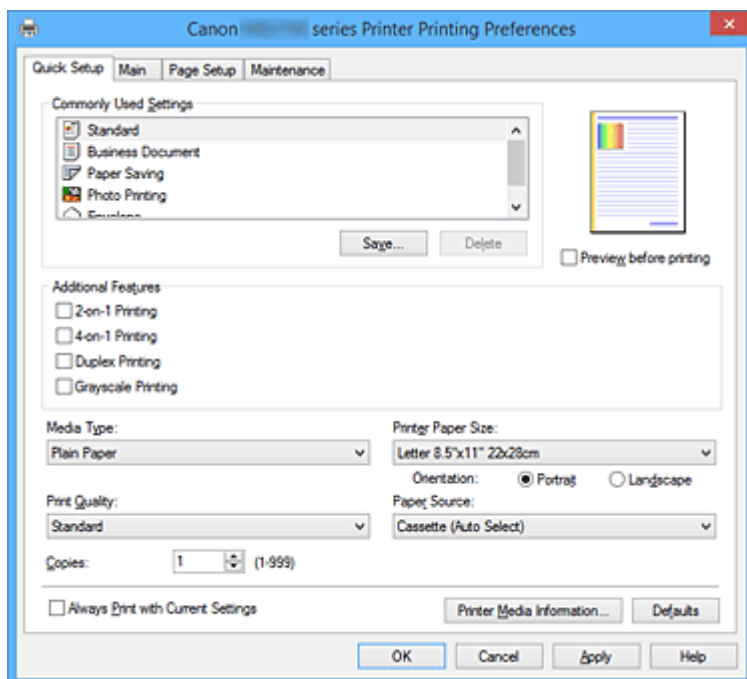 Canon series Printer Printing Preferences
Quick Setup Main Page Setup Maintenance
Commonly Used Settings
Standard
Business Document
Paper Saving
Photo Printing
Envelope
Save... Delete
Preview before printing
Additional Features
2-on-1 Printing
4-on-1 Printing
Duplex Printing
Grayscale Printing
Media Type: Printer Paper Size:
Plain Paper Letter 8.5"x11" 22x28cm
Orientation: Portrait Landscape
Print Quality: Paper Source:
Standard Cassette (Auto Select)
Copies: 1 (1-999)
Always Print with Current Settings Printer Media Information... Defaults
OK Cancel Apply Help